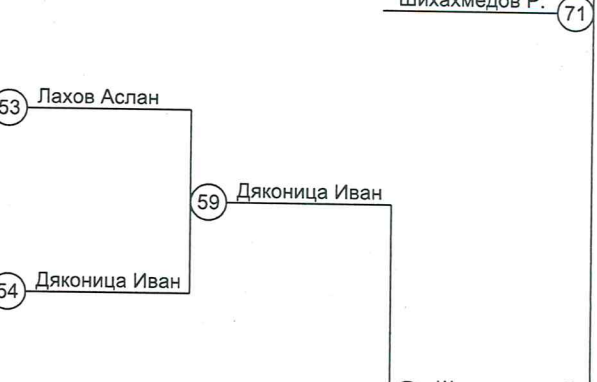 Шихахмедов Р.
71
53 Лахов Аслан
59 Дяконица Иван
54 Дяконица Иван